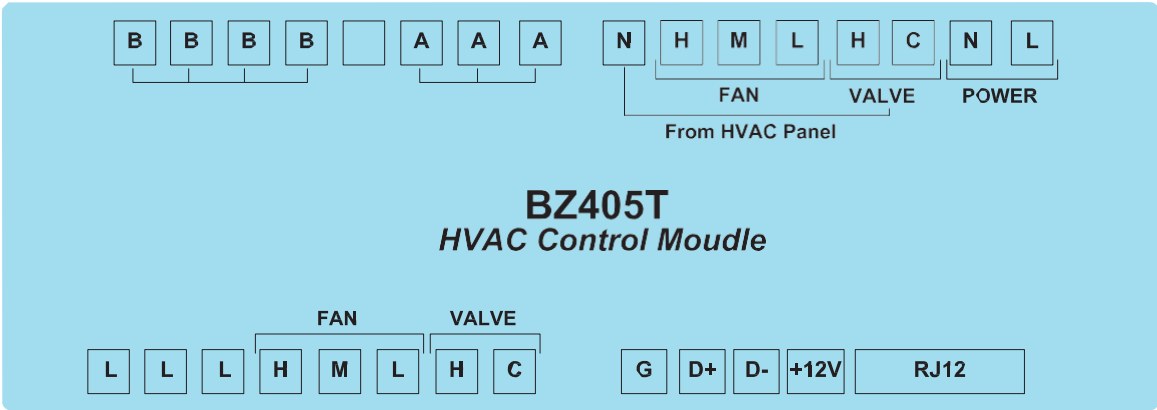 B B B B A A A N H M L H C N L
FAN VALVE POWER
From HVAC Panel
BZ405T
HVAC Control Moudle
FAN VALVE
L L L H M L H C G D+ D- +12V RJ12